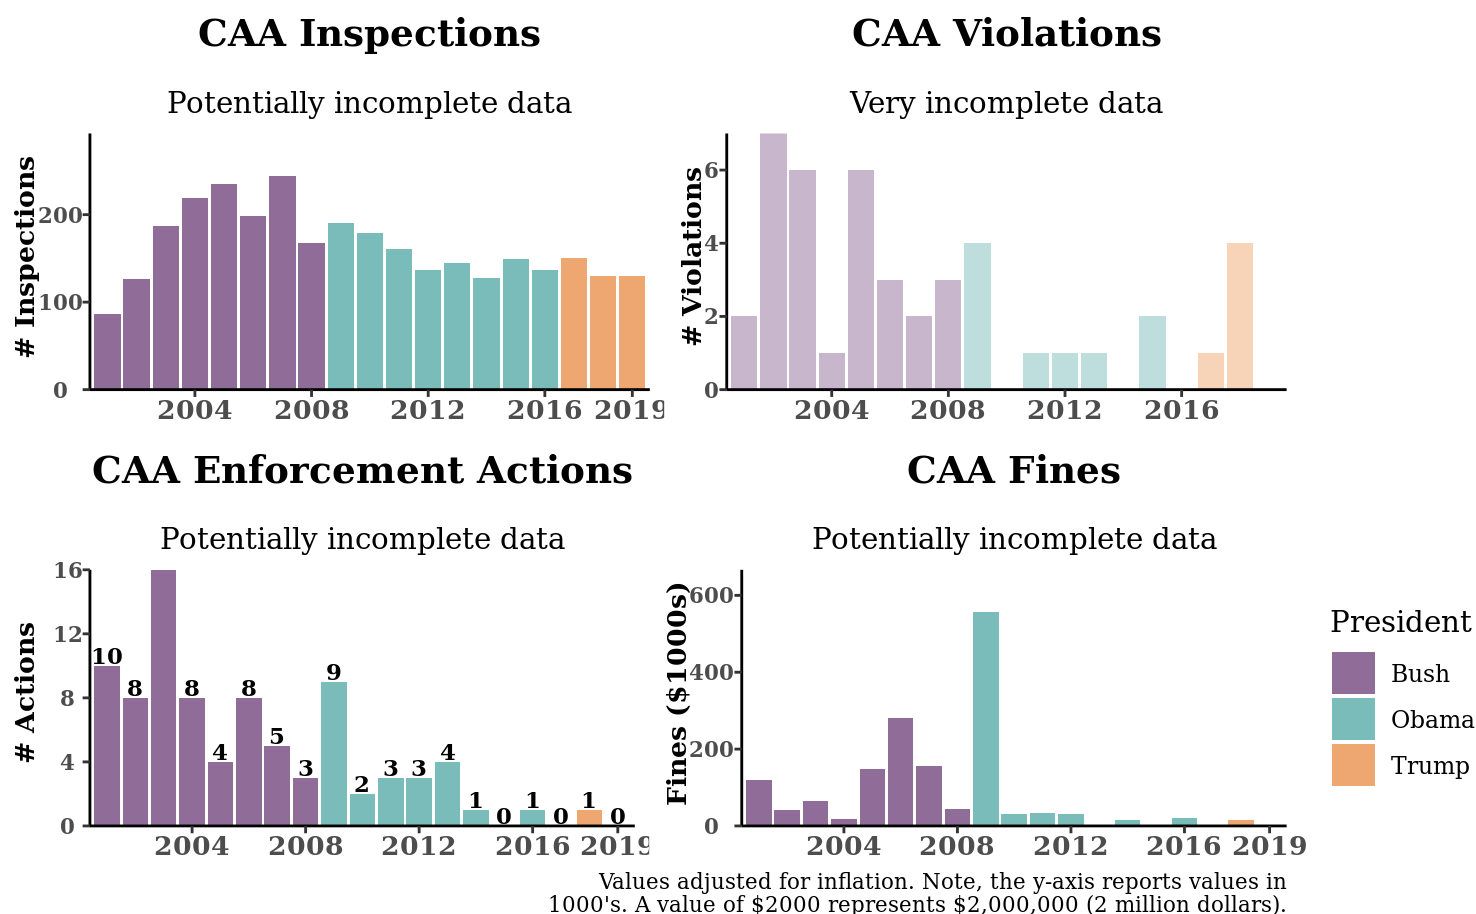 CAA Inspections
Potentially incomplete data
# Inspections
200
100
0
2004 2008 2012 2016 2019
CAA Violations
Very incomplete data
# Violations
6
4
2
0
2004 2008 2012 2016
CAA Enforcement Actions
Potentially incomplete data
# Actions
16
12
8
4
0
10 8 8 4 8 5 3 9 2 3 3 4 1 0 1 0 1 0
2004 2008 2012 2016 2019
CAA Fines
Potentially incomplete data
Fines ($1000s)
600
400
200
0
2004 2008 2012 2016 2019
President
Bush
Obama
Trump
Values adjusted for inflation. Note, the y-axis reports values in
1000's. A value of $2000 represents $2,000,000 (2 million dollars).